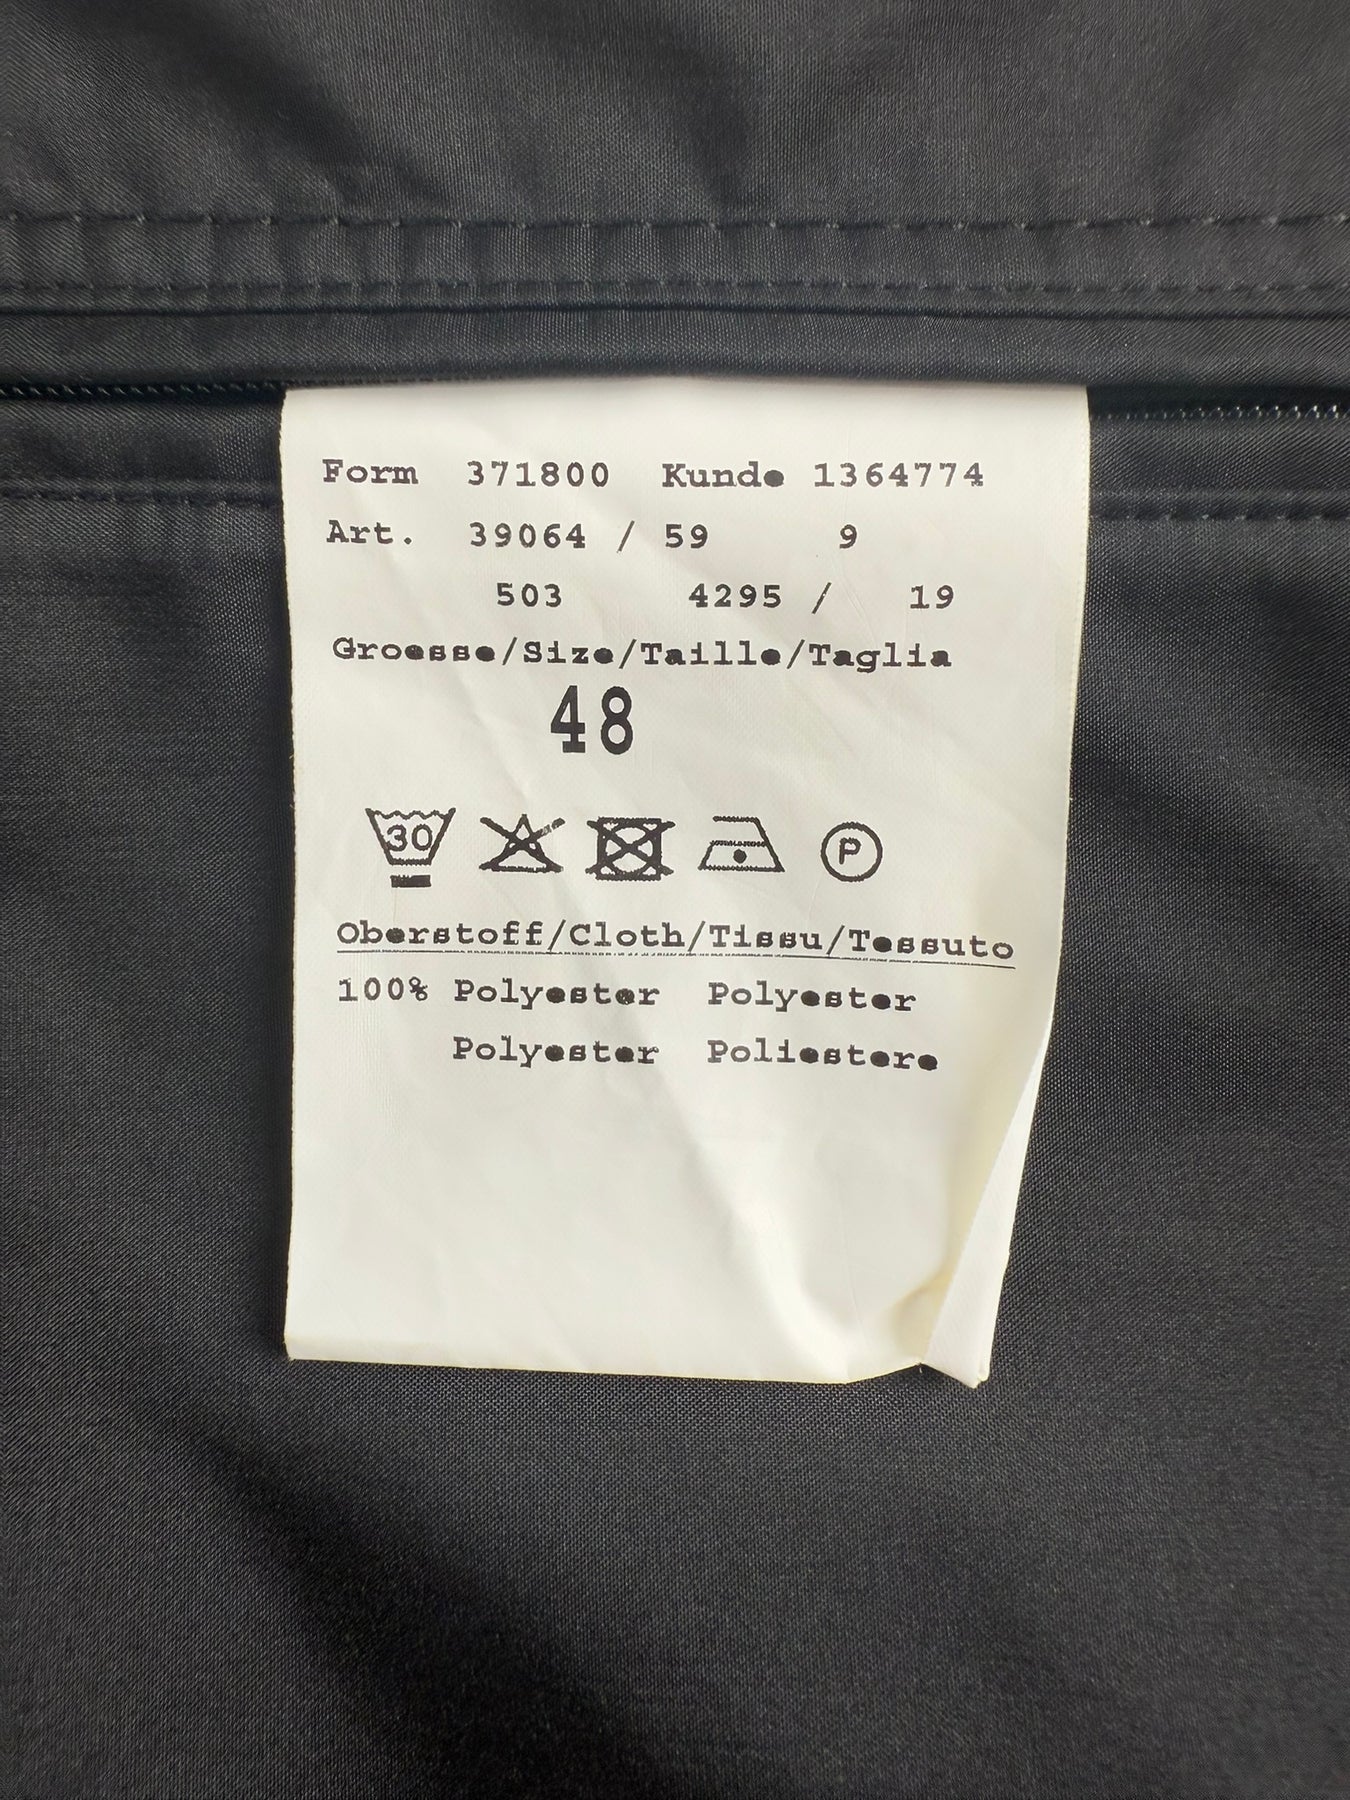 Form 371800 Kunde 1364774
Art. 39064 / 59 9
503 4295 / 19
Groesse/Size/Taille/Taglia
48
30 P
Oberstoff/Cloth/Tissu/Tessuto
100% Polyester Polyester
Polyester Poliestere